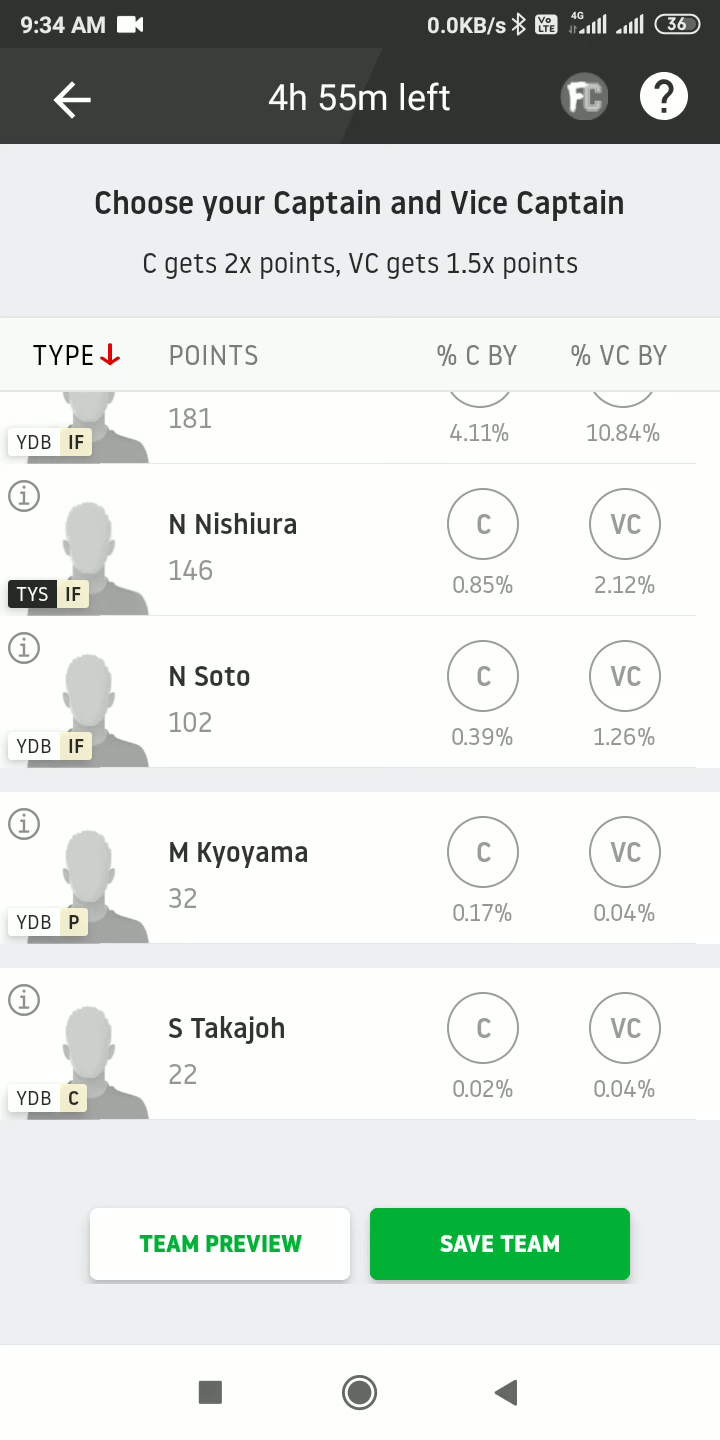 9:34 AM
0.0KB/s Vo LTE 4G 36
4h 55m left
FC ?
Choose your Captain and Vice Captain
C gets 2x points, VC gets 1.5x points
TYPE POINTS % C BY % VC BY
181
YDB IF
4.11% 10.84%
N Nishiura
146
TYS IF
C VC
0.85% 2.12%
N Soto
102
YDB IF
C VC
0.39% 1.26%
M Kyoyama
32
YDB P
C VC
0.17% 0.04%
S Takajoh
22
YDB C
C VC
0.02% 0.04%
TEAM PREVIEW SAVE TEAM